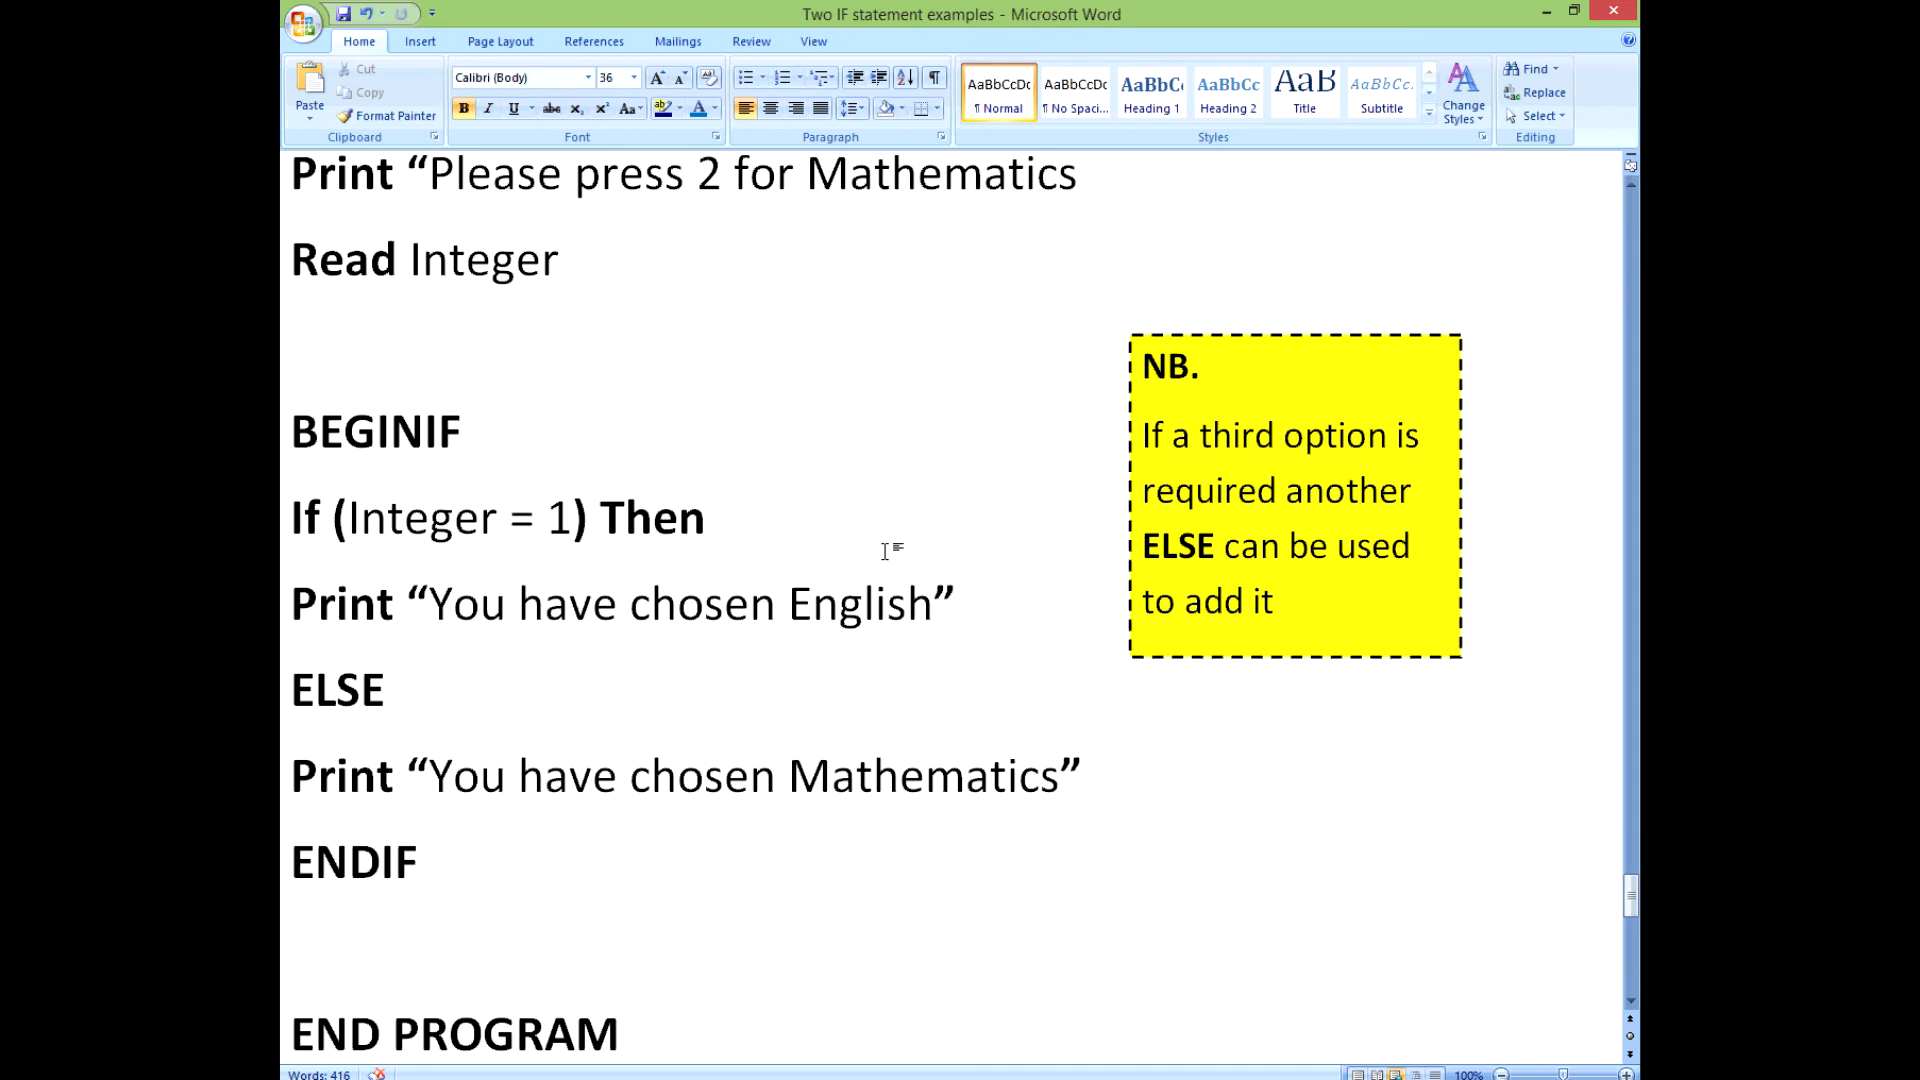 Two IF statement examples - Microsoft Word
Home Insert Page Layout References Mailings Review View
Paste
Cut
Copy
Format Painter
Clipboard
Calibri (Body) 36
B I U abc x₂ x² Aa
Font
Paragraph
AaBbCcDc AaBbCcDc AaBbC AaBbCc AaB AaBbCc.
¶ Normal ¶ No Spaci... Heading 1 Heading 2 Title Subtitle
Change
Styles
Styles
Find
Replace
Select
Editing
Print “Please press 2 for Mathematics
Read Integer
BEGINIF
If (Integer = 1) Then
Print “You have chosen English”
ELSE
Print “You have chosen Mathematics”
ENDIF
END PROGRAM
NB.
If a third option is
required another
ELSE can be used
to add it
Words: 416
100%